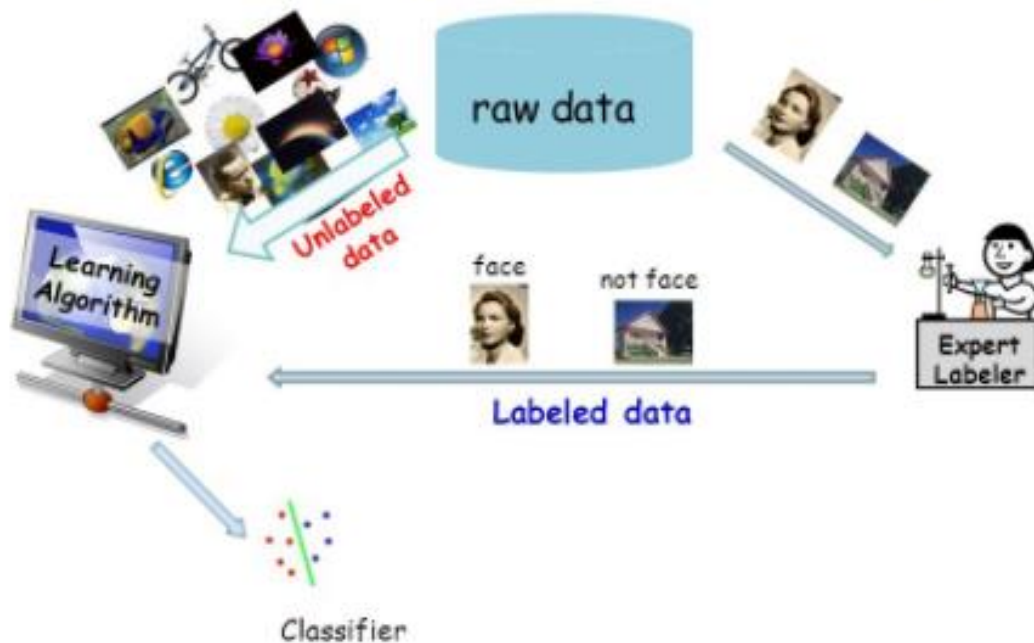 raw data
Unlabeled
data
Learning
Algorithm
face
not face
Expert
Labeler
Labeled data
Classifier